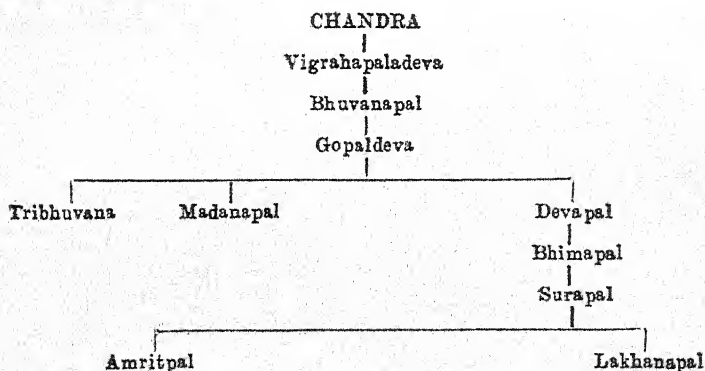 CHANDRA
Vigrahapaladeva
Bhuvanapal
Gopaldeva
Tribhuvana Madanapal Devapal
Bhimapal
Surapal
Amritpal Lakhanapal